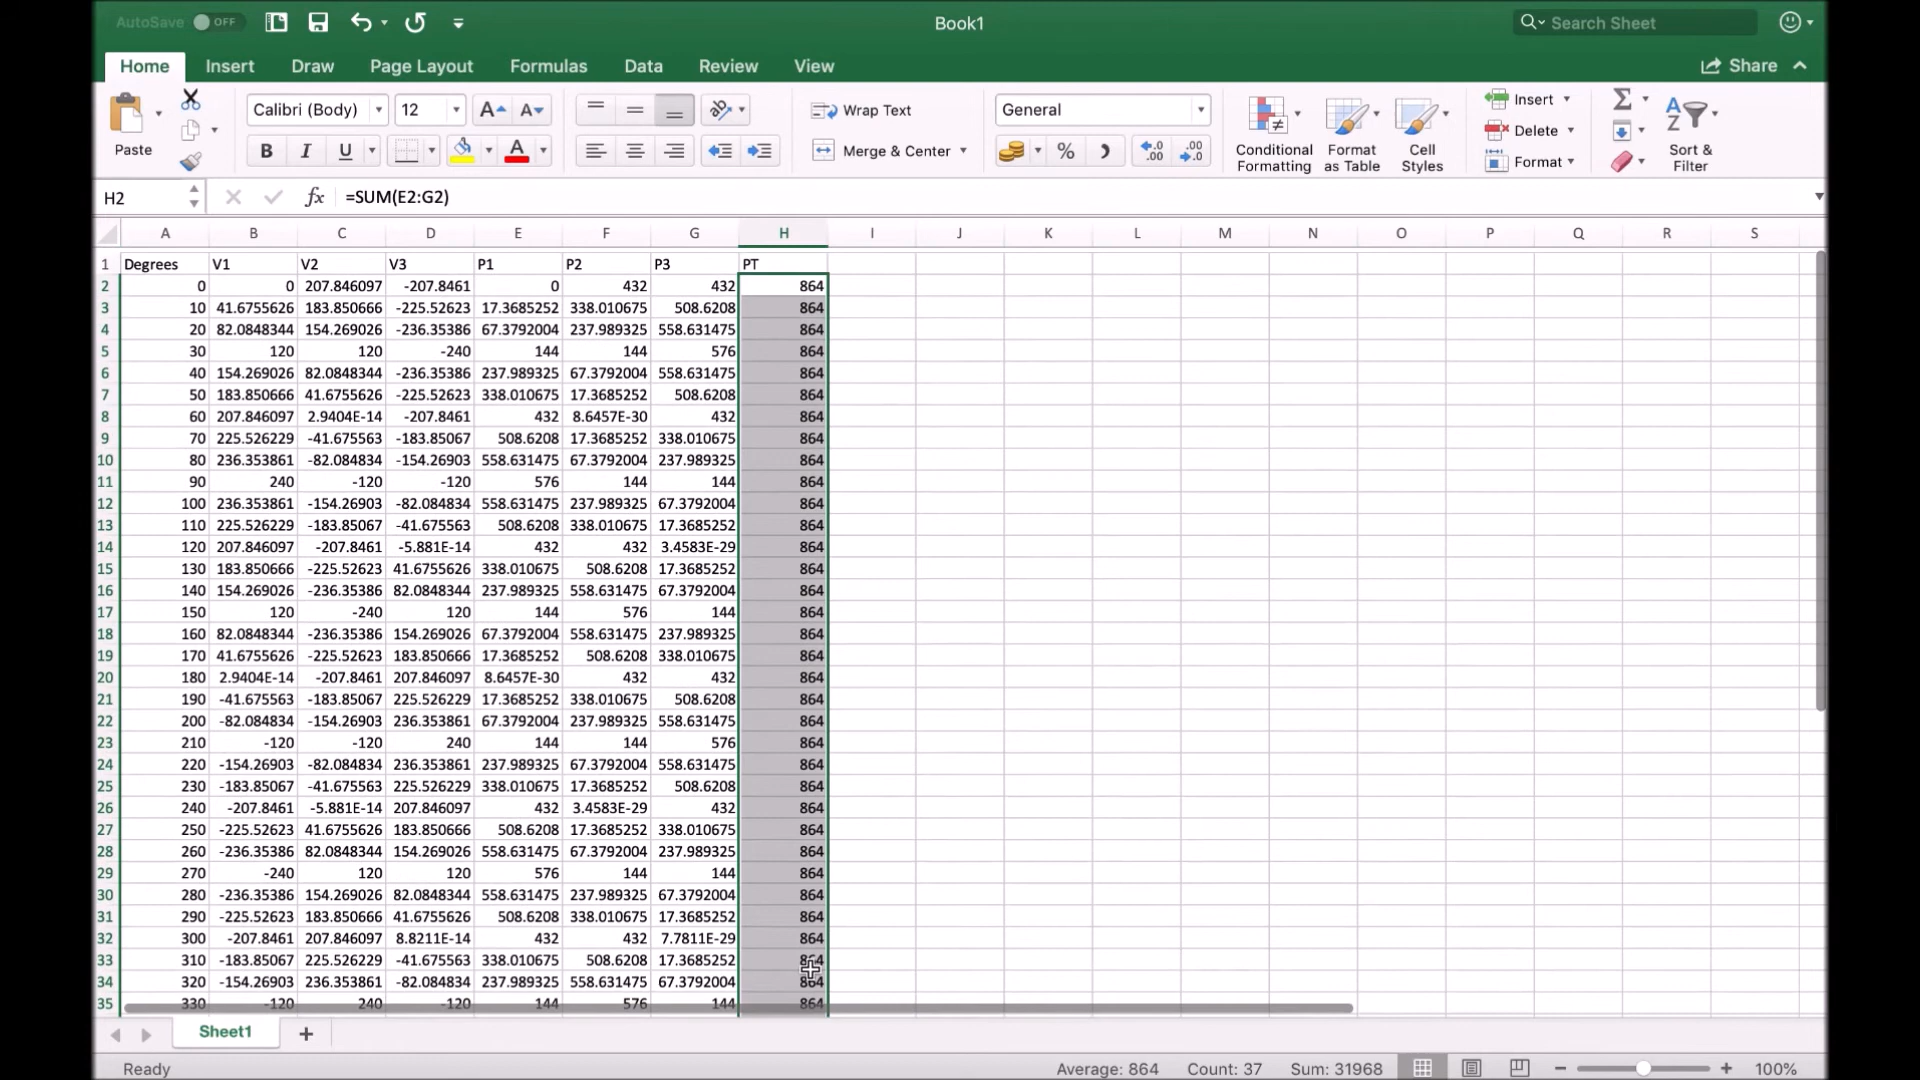 AutoSave OFF Book1 Search Sheet
Home Insert Draw Page Layout Formulas Data Review View Share
Paste Calibri (Body) 12 Wrap Text General Insert
B I U A Merge & Center % Conditional Formatting Format as Table Cell Styles Delete Format Sort & Filter
H2 fx =SUM(E2:G2)
A B C D E F G H I J K L M N O P Q R S
1 Degrees V1 V2 V3 P1 P2 P3 PT
2 0 0 207.846097 -207.8461 0 432 432 864
3 10 41.6755626 183.850666 -225.52623 17.3685252 338.010675 508.6208 864
4 20 82.0848344 154.269026 -236.35386 67.3792004 237.989325 558.631475 864
5 30 120 120 -240 144 144 576 864
6 40 154.269026 82.0848344 -236.35386 237.989325 67.3792004 558.631475 864
7 50 183.850666 41.6755626 -225.52623 338.010675 17.3685252 508.6208 864
8 60 207.846097 2.9404E-14 -207.8461 432 8.6457E-30 432 864
9 70 225.526229 -41.675563 -183.85067 508.6208 17.3685252 338.010675 864
10 80 236.353861 -82.084834 -154.26903 558.631475 67.3792004 237.989325 864
11 90 240 -120 -120 576 144 144 864
12 100 236.353861 -154.26903 -82.084834 558.631475 237.989325 67.3792004 864
13 110 225.526229 -183.85067 -41.675563 508.6208 338.010675 17.3685252 864
14 120 207.846097 -207.8461 -5.881E-14 432 432 3.4583E-29 864
15 130 183.850666 -225.52623 41.6755626 338.010675 508.6208 17.3685252 864
16 140 154.269026 -236.35386 82.0848344 237.989325 558.631475 67.3792004 864
17 150 120 -240 120 144 576 144 864
18 160 82.0848344 -236.35386 154.269026 67.3792004 558.631475 237.989325 864
19 170 41.6755626 -225.52623 183.850666 17.3685252 508.6208 338.010675 864
20 180 2.9404E-14 -207.8461 207.846097 8.6457E-30 432 432 864
21 190 -41.675563 -183.85067 225.526229 17.3685252 338.010675 508.6208 864
22 200 -82.084834 -154.26903 236.353861 67.3792004 237.989325 558.631475 864
23 210 -120 -120 240 144 144 576 864
24 220 -154.26903 -82.084834 236.353861 237.989325 67.3792004 558.631475 864
25 230 -183.85067 -41.675563 225.526229 338.010675 17.3685252 508.6208 864
26 240 -207.8461 -5.881E-14 207.846097 432 3.4583E-29 432 864
27 250 -225.52623 41.6755626 183.850666 508.6208 17.3685252 338.010675 864
28 260 -236.35386 82.0848344 154.269026 558.631475 67.3792004 237.989325 864
29 270 -240 120 120 576 144 144 864
30 280 -236.35386 154.269026 82.0848344 558.631475 237.989325 67.3792004 864
31 290 -225.52623 183.850666 41.6755626 508.6208 338.010675 17.3685252 864
32 300 -207.8461 207.846097 8.8211E-14 432 432 7.7811E-29 864
33 310 -183.85067 225.526229 -41.675563 338.010675 508.6208 17.3685252 864
34 320 -154.26903 236.353861 -82.084834 237.989325 558.631475 67.3792004 864
35 330 -120 240 -120 144 576 144 864
Sheet1
Ready Average: 864 Count: 37 Sum: 31968 100%